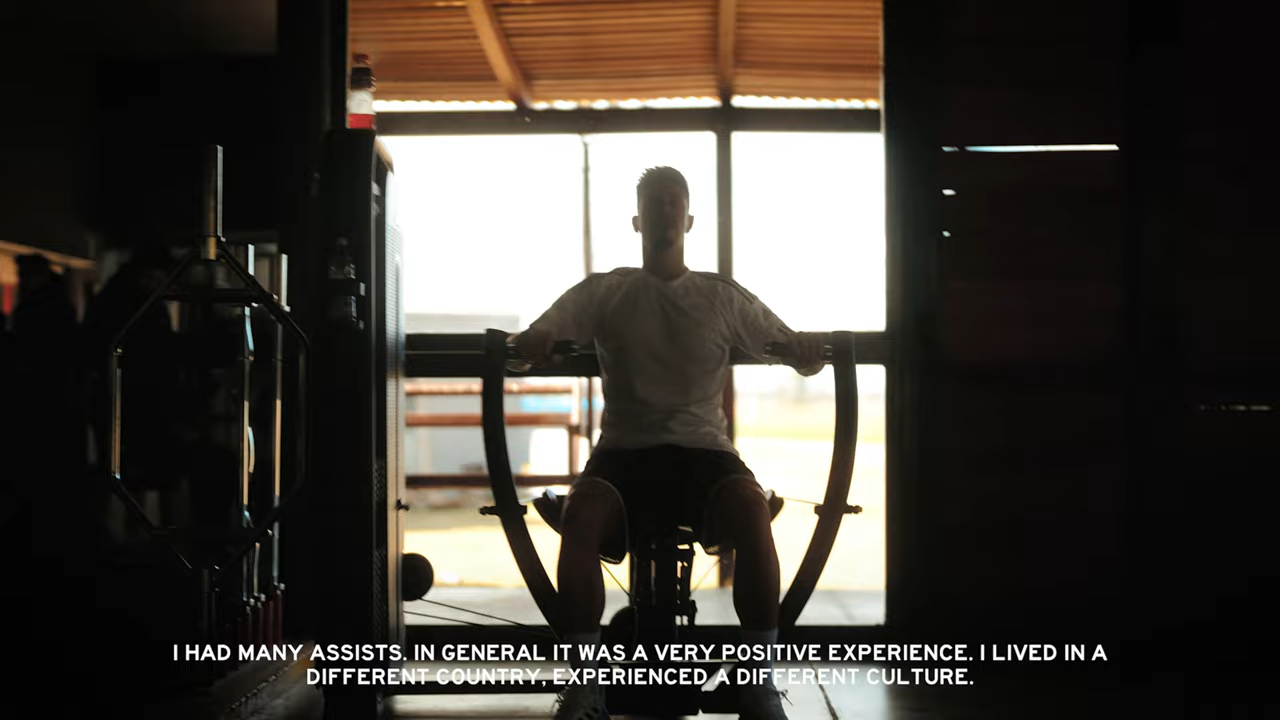 I HAD MANY ASSISTS. IN GENERAL IT WAS A VERY POSITIVE EXPERIENCE. I LIVED IN A
DIFFERENT COUNTRY, EXPERIENCED A DIFFERENT CULTURE.